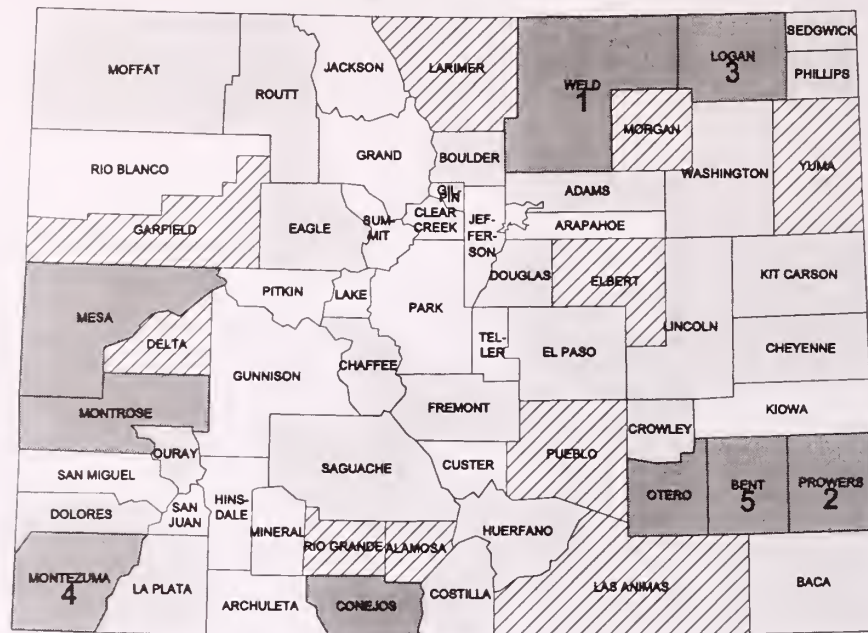 SEDGWICK
LOGAN
3
MOFFAT
JACKSON
LARIMER
WELD
1
PHILLIPS
ROUTT
MORGAN
GRAND
BOULDER
WASHINGTON
YUMA
RIO BLANCO
GIL-
PIN
ADAMS
CLEAR
CREEK
GARFIELD
EAGLE
SUM-
MIT
JEF-
FER-
SON
ARAPAHOE
DOUGLAS
ELBERT
KIT CARSON
PITKIN
LAKE
PARK
MESA
LINCOLN
DELTA
TEL-
LER
EL PASO
CHEYENNE
GUNNISON
CHAFFEE
MONTROSE
FREMONT
KIOWA
CROWLEY
OURAY
SAGUACHE
CUSTER
PUEBLO
SAN MIGUEL
OTERO
BENT
5
PROWERS
2
DOLORES
SAN
JUAN
HINS-
DALE
MINERAL
RIO GRANDE
ALAMOSA
HUERFANO
MONTEZUMA
4
LA PLATA
ARCHULETA
CONEJOS
COSTILLA
LAS ANIMAS
BACA